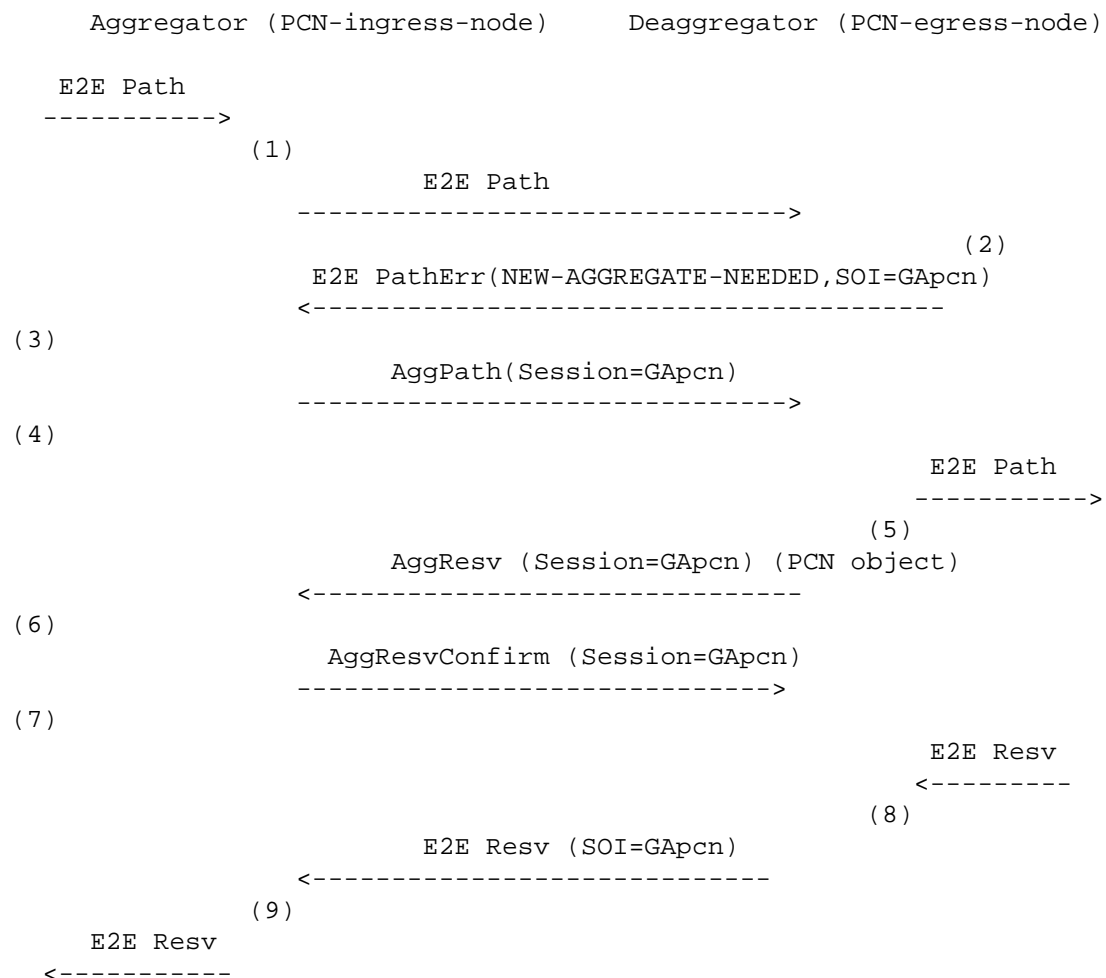 Aggregator (PCN-ingress-node)      Deaggregator (PCN-egress-node)
E2E Path
----------->
(1)
E2E Path
------------------------------->
(2)
E2E PathErr(NEW-AGGREGATE-NEEDED,SOI=GApcn)
<----------------------------------------
(3)
AggPath(Session=GApcn)
------------------------------->
(4)
E2E Path
----------->
(5)
AggResv (Session=GApcn) (PCN object)
<-------------------------------
(6)
AggResvConfirm (Session=GApcn)
------------------------------>
(7)
E2E Resv
<---------
(8)
E2E Resv (SOI=GApcn)
<-----------------------------
(9)
E2E Resv
<-----------